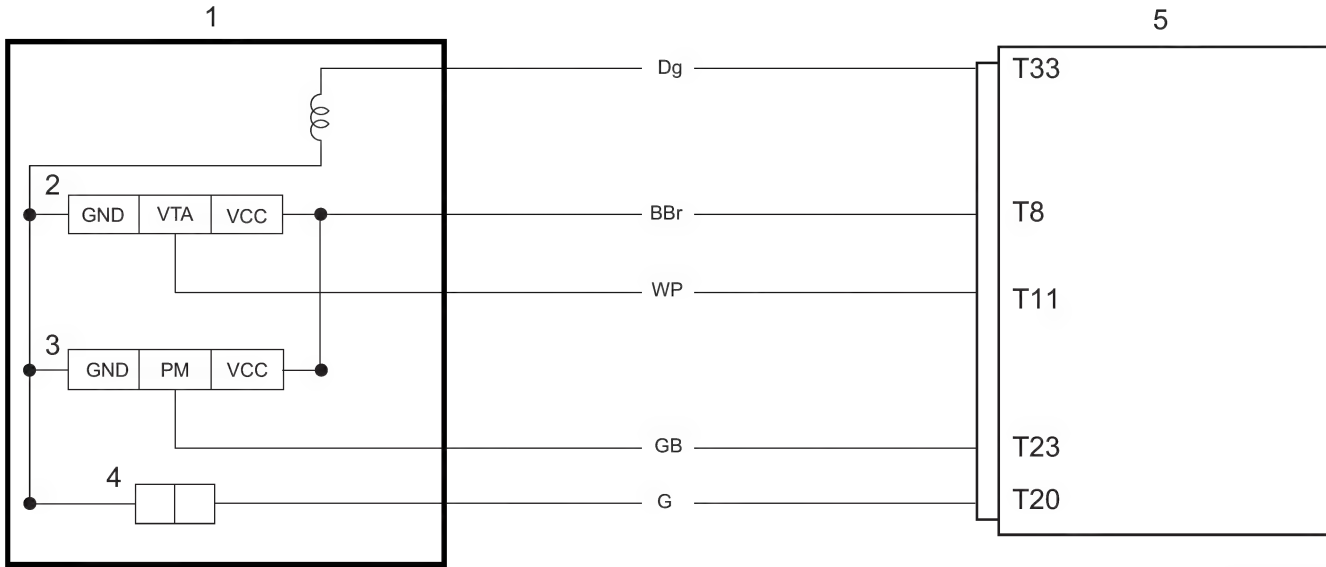 1
5
Dg
T33
2
GND VTA VCC
BBr
T8
WP
T11
3
GND PM VCC
GB
T23
4
G
T20